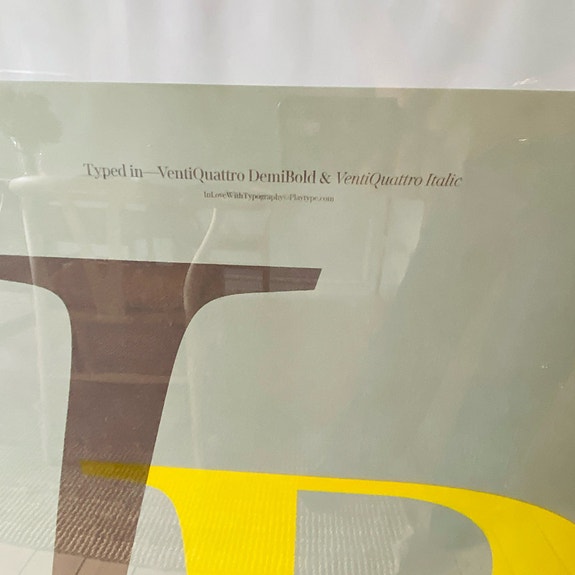 Typed in—VentiQuattro DemiBold & VentiQuattro Italic
InLoveWithTypography@Playtype.com